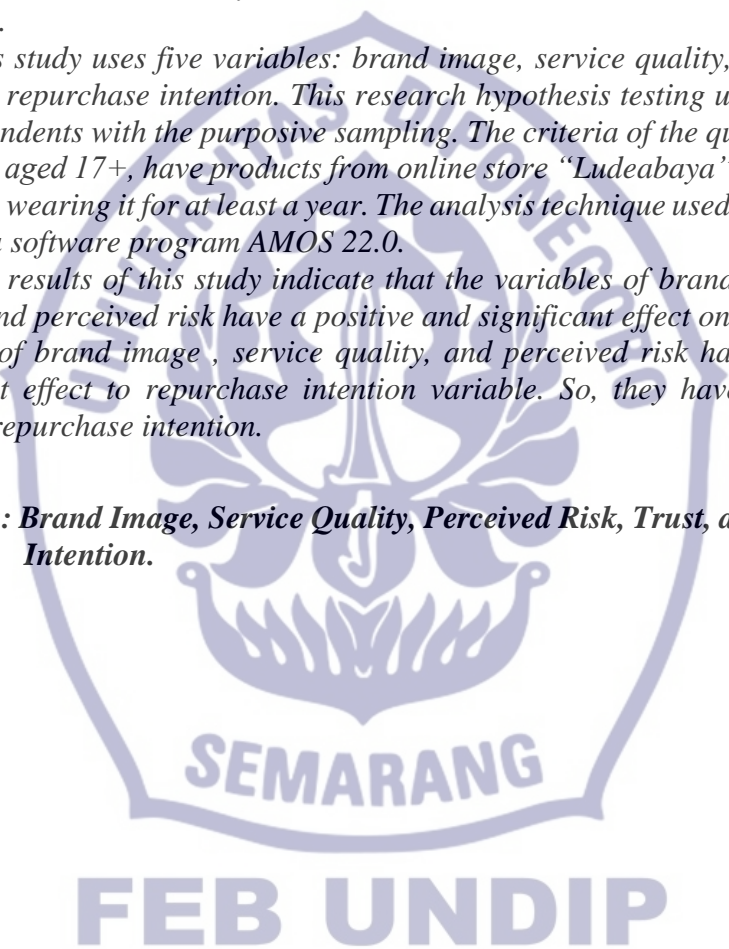 .
s study uses five variables: brand image, service quality,
repurchase intention. This research hypothesis testing u
ndents with the purposive sampling. The criteria of the qu
aged 17+, have products from online store “Ludeabaya”
wearing it for at least a year. The analysis technique used
a software program AMOS 22.0.
results of this study indicate that the variables of brand
nd perceived risk have a positive and significant effect on
of brand image , service quality, and perceived risk ha
t effect to repurchase intention variable. So, they have
repurchase intention.
: Brand Image, Service Quality, Perceived Risk, Trust, a
Intention.
UNIVERSITAS DIPONEGORO
SEMARANG
FEB UNDIP